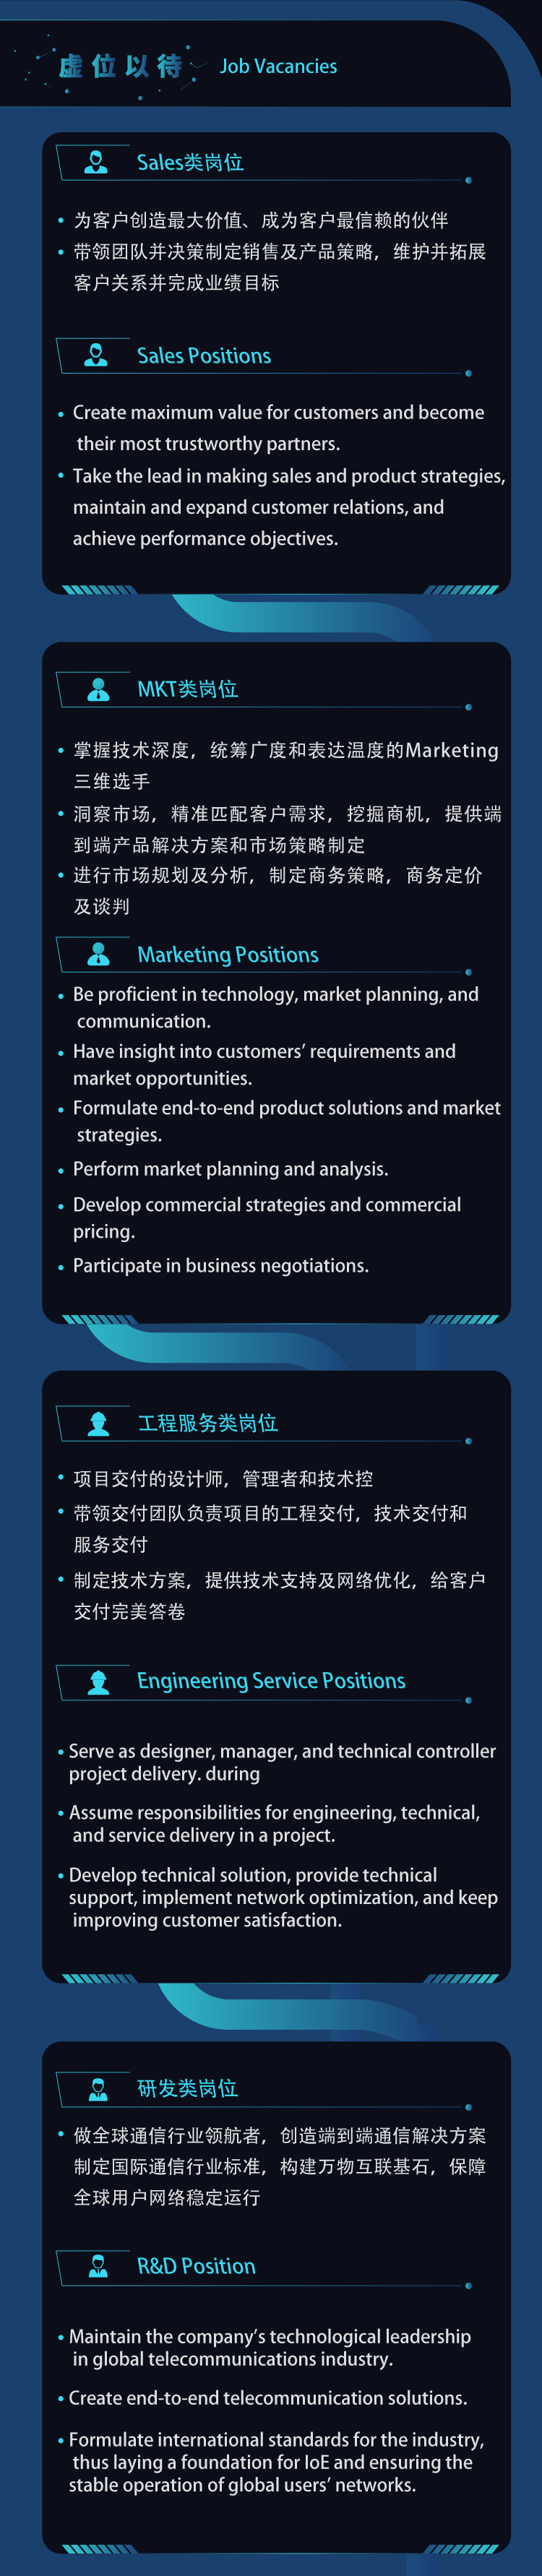 虚位以待 Job Vacancies
Sales类岗位
• 为客户创造最大价值、成为客户最信赖的伙伴
• 带领团队并决策制定销售及产品策略，维护并拓展
客户关系并完成业绩目标
Sales Positions
• Create maximum value for customers and become
their most trustworthy partners.
• Take the lead in making sales and product strategies,
maintain and expand customer relations, and
achieve performance objectives.
MKT类岗位
• 掌握技术深度，统筹广度和表达温度的Marketing
三维选手
• 洞察市场，精准匹配客户需求，挖掘商机，提供端
到端产品解决方案和市场策略制定
• 进行市场规划及分析，制定商务策略，商务定价
及谈判
Marketing Positions
• Be proficient in technology, market planning, and
communication.
• Have insight into customers’ requirements and
market opportunities.
• Formulate end-to-end product solutions and market
strategies.
• Perform market planning and analysis.
• Develop commercial strategies and commercial
pricing.
• Participate in business negotiations.
工程服务类岗位
• 项目交付的设计师，管理者和技术控
• 带领交付团队负责项目的工程交付，技术交付和
服务交付
• 制定技术方案，提供技术支持及网络优化，给客户
交付完美答卷
Engineering Service Positions
• Serve as designer, manager, and technical controller
project delivery. during
• Assume responsibilities for engineering, technical,
and service delivery in a project.
• Develop technical solution, provide technical
support, implement network optimization, and keep
improving customer satisfaction.
研发类岗位
• 做全球通信行业领航者，创造端到端通信解决方案
制定国际通信行业标准，构建万物互联基石，保障
全球用户网络稳定运行
R&D Position
• Maintain the company’s technological leadership
in global telecommunications industry.
• Create end-to-end telecommunication solutions.
• Formulate international standards for the industry,
thus laying a foundation for IoE and ensuring the
stable operation of global users’ networks.